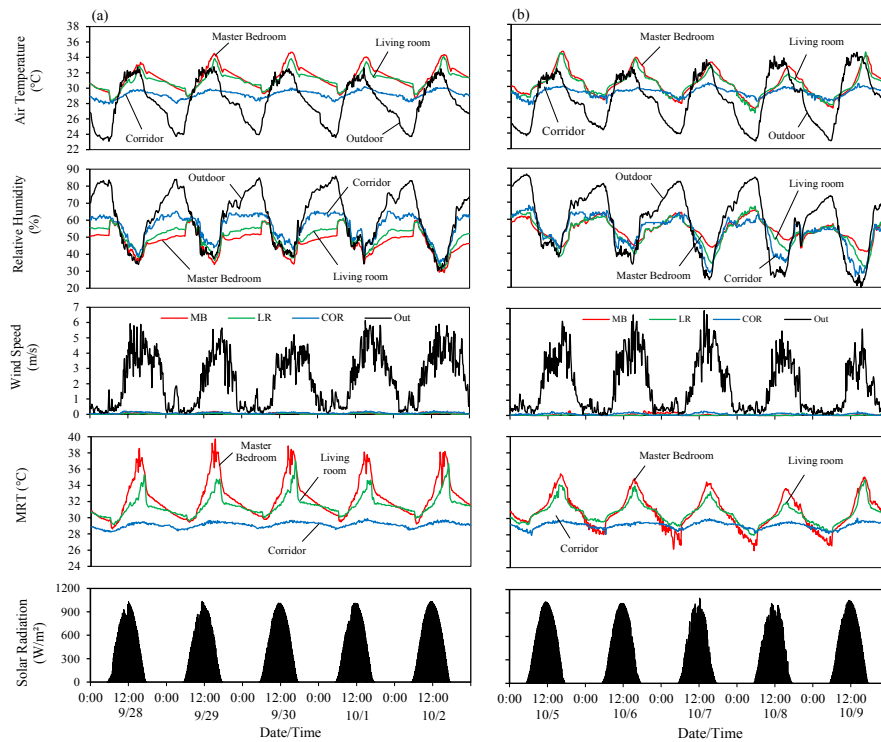 (a)
(b)
Air Temperature
(°C)
38
36
34
32
30
28
26
24
22
Master Bedroom
Living room
Corridor
Outdoor
Master Bedroom
Living room
Corridor
Outdoor
Relative Humidity
(%)
90
80
70
60
50
40
30
20
Outdoor
Corridor
Master Bedroom
Living room
Outdoor
Living room
Master Bedroom
Corridor
Wind Speed
(m/s)
7
6
5
4
3
2
1
0
MB LR COR Out
MB LR COR Out
MRT (°C)
40
38
36
34
32
30
28
26
24
Master
Bedroom
Living
room
Corridor
Master Bedroom
Living room
Corridor
Solar Radiation
(W/m²)
1200
900
600
300
0
0:00 12:00 0:00 12:00 0:00 12:00 0:00 12:00 0:00 12:00
9/28 9/29 9/30 10/1 10/2
Date/Time
0:00 12:00 0:00 12:00 0:00 12:00 0:00 12:00 0:00 12:00
10/5 10/6 10/7 10/8 10/9
Date/Time